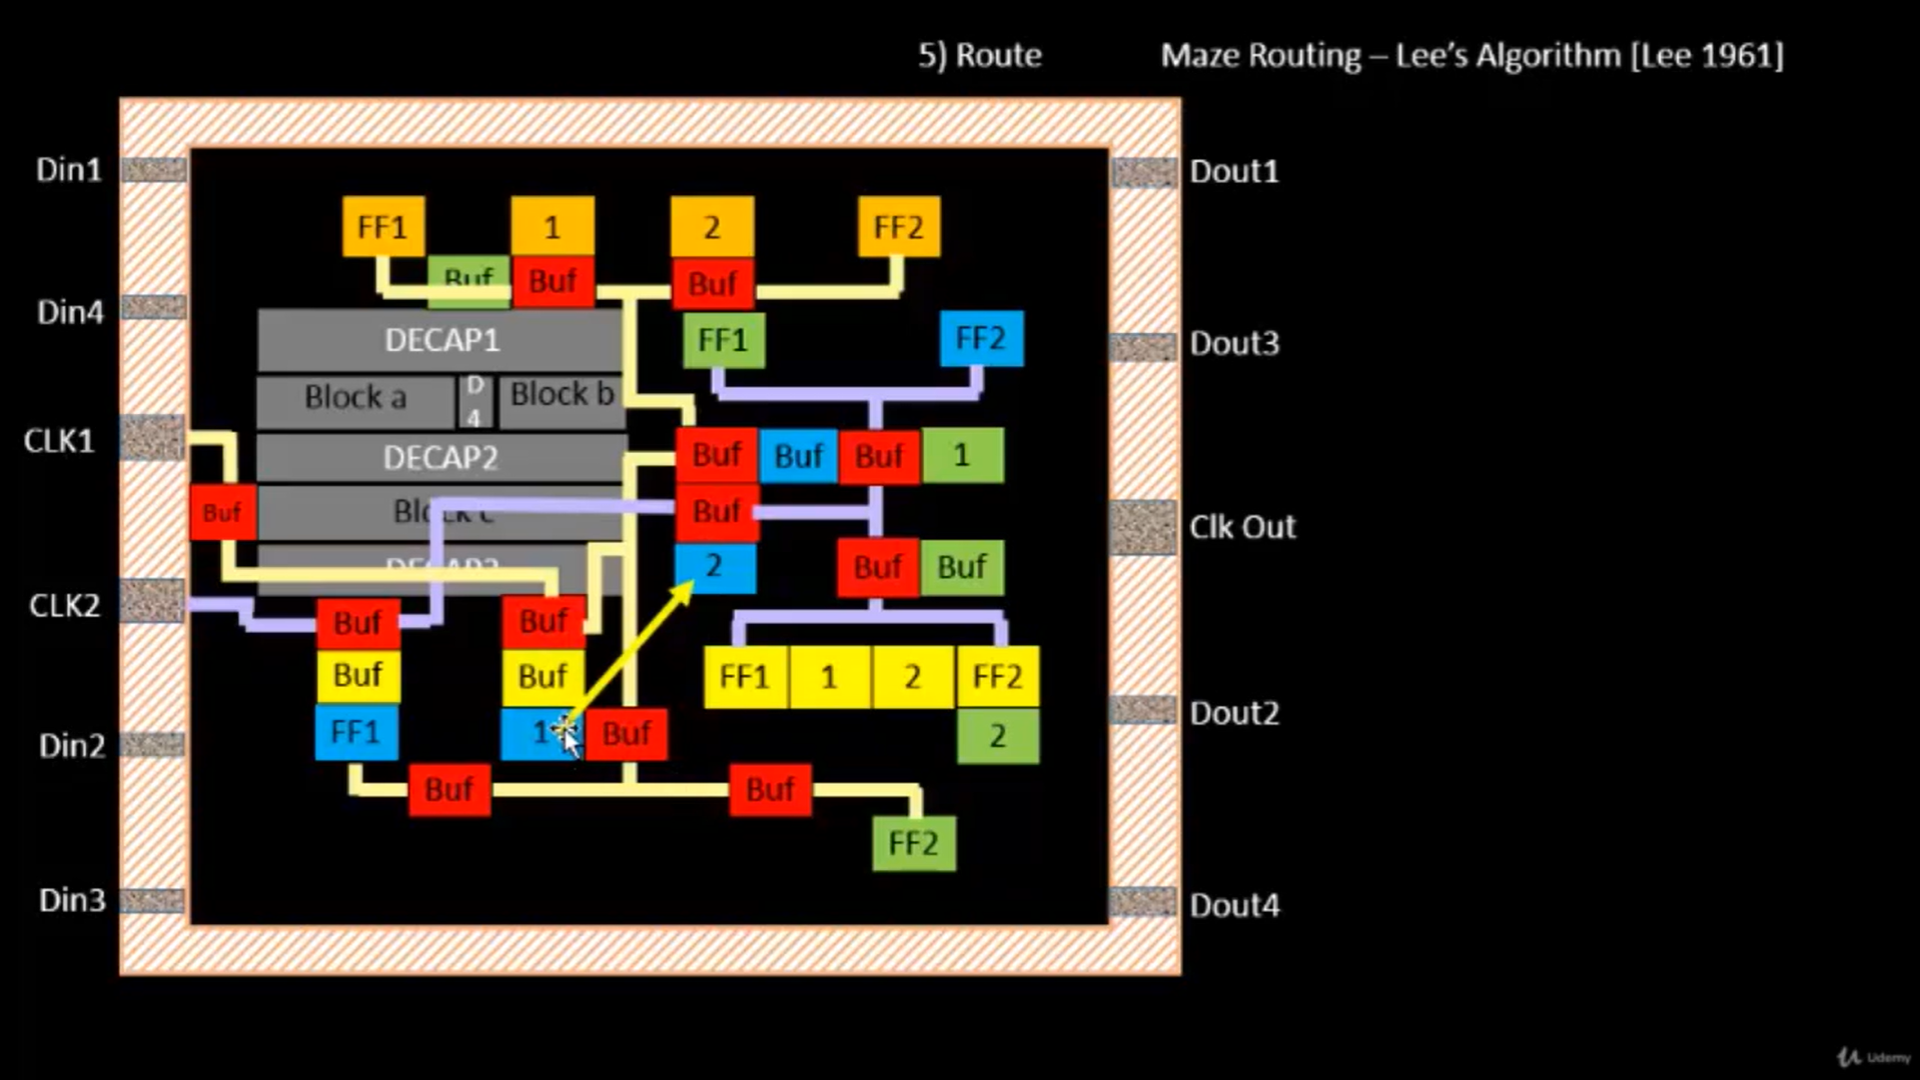 5) Route
Maze Routing – Lee's Algorithm [Lee 1961]
Din1
Dout1
FF1
1
2
FF2
Buf
Buf
Buf
Din4
DECAP1
FF1
FF2
Dout3
Block a
D
4
Block b
CLK1
DECAP2
Buf
Buf
Buf
1
Buf
Block c
Buf
Clk Out
DECAP3
2
Buf
Buf
CLK2
Buf
Buf
Buf
Buf
FF1
1
2
FF2
Dout2
Din2
FF1
1
Buf
2
Buf
Buf
FF2
Din3
Dout4
Udemy